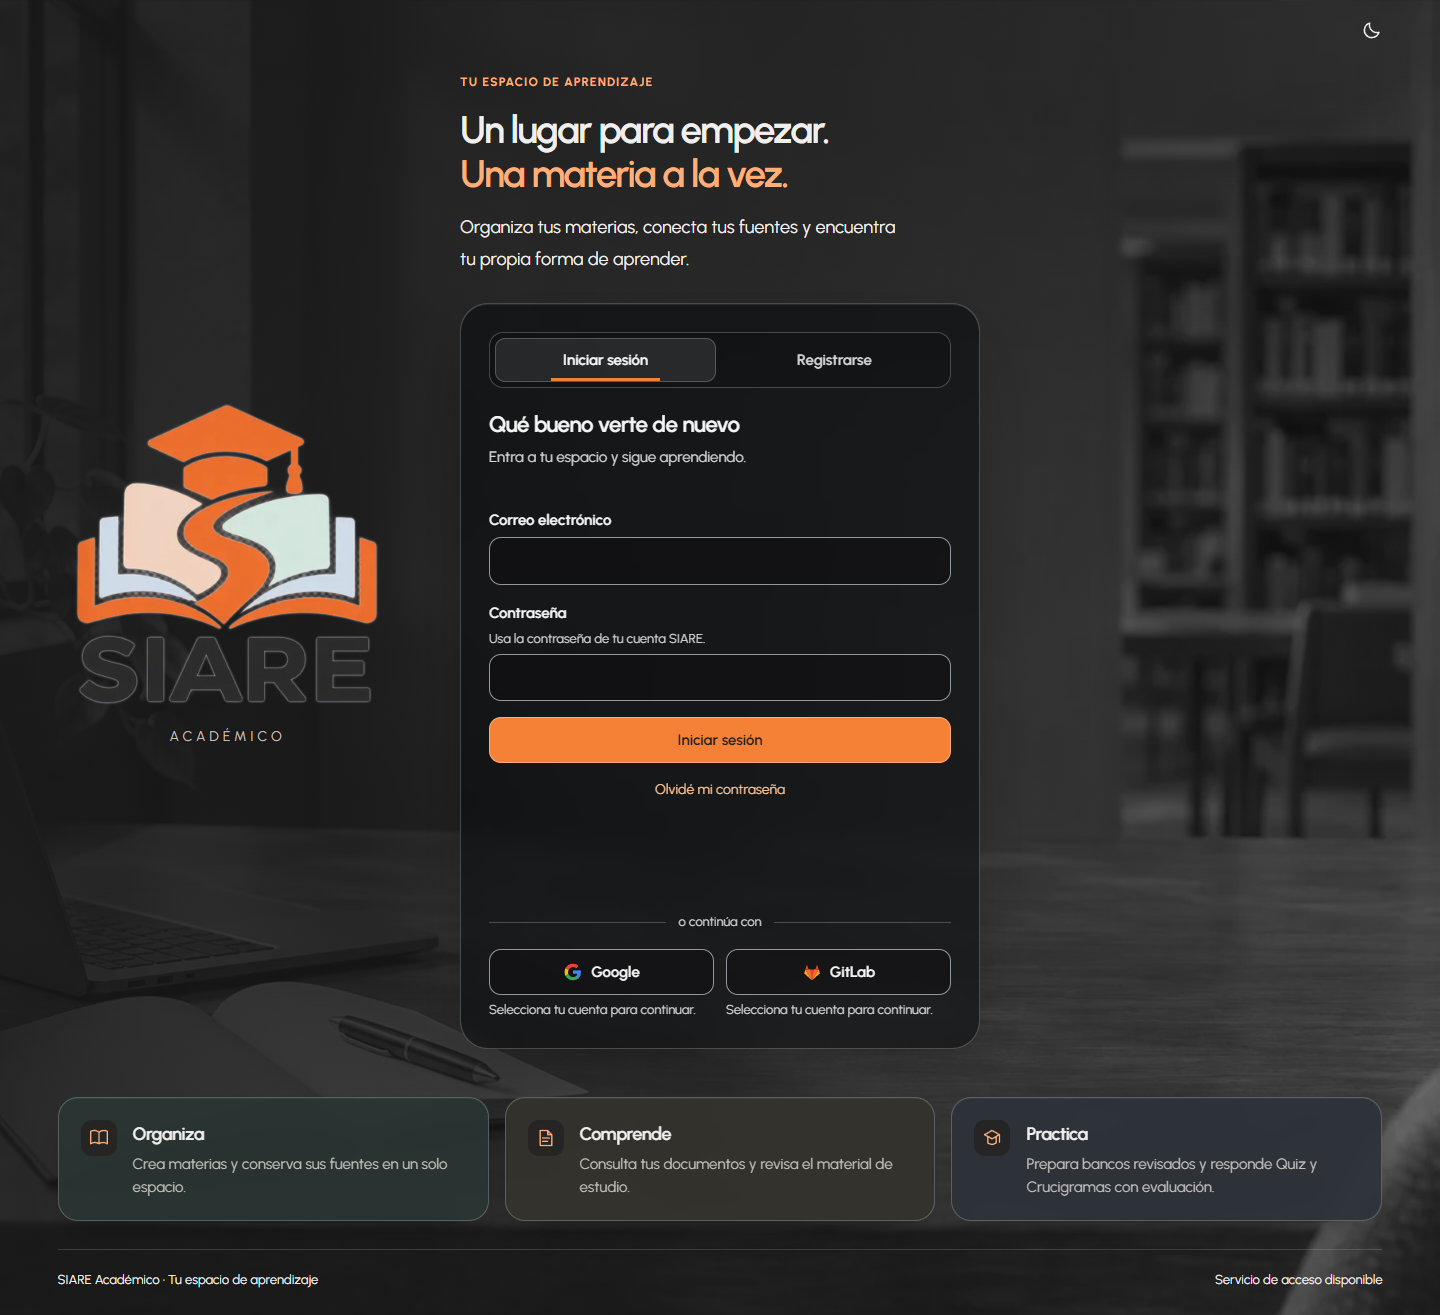 TU ESPACIO DE APRENDIZAJE
Un lugar para empezar.
Una materia a la vez.
Organiza tus materias, conecta tus fuentes y encuentra
tu propia forma de aprender.
SIARE
ACADÉMICO
Iniciar sesión
Registrarse
Qué bueno verte de nuevo
Entra a tu espacio y sigue aprendiendo.
Correo electrónico
Contraseña
Usa la contraseña de tu cuenta SIARE.
Iniciar sesión
Olvidé mi contraseña
o continúa con
Google
GitLab
Selecciona tu cuenta para continuar.
Selecciona tu cuenta para continuar.
Organiza
Crea materias y conserva sus fuentes en un solo
espacio.
Comprende
Consulta tus documentos y revisa el material de
estudio.
Practica
Prepara bancos revisados y responde Quiz y
Crucigramas con evaluación.
SIARE Académico · Tu espacio de aprendizaje
Servicio de acceso disponible